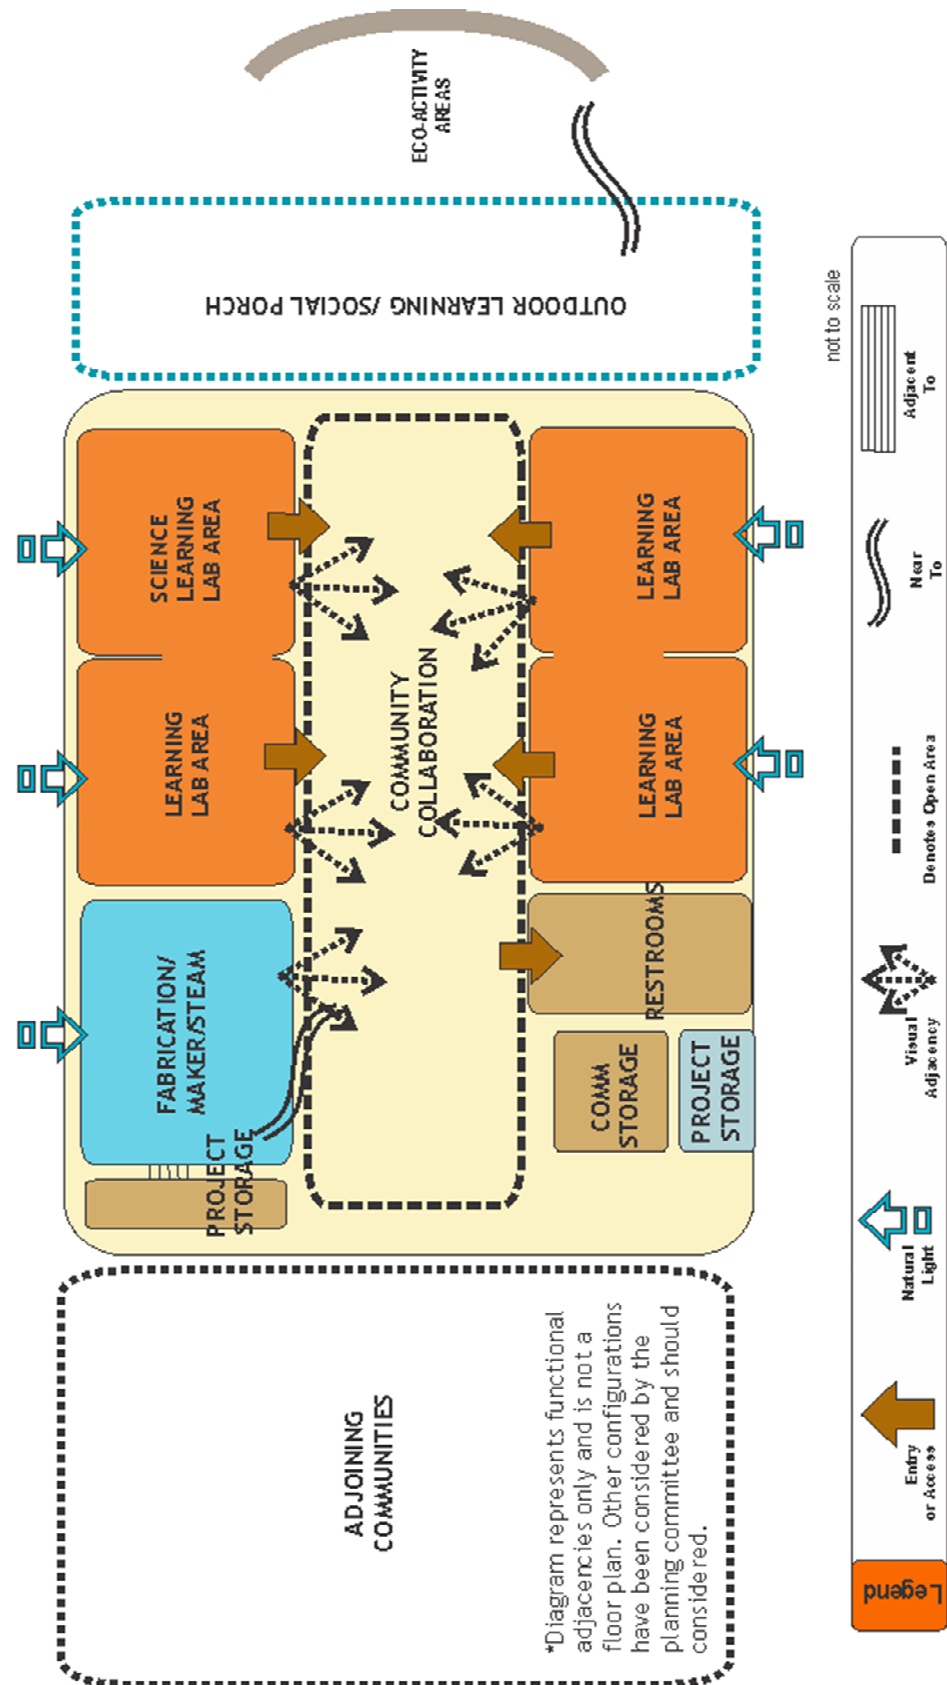 ECO-ACTIVITY
AREAS
OUTDOOR LEARNING /SOCIAL PORCH
SCIENCE
LEARNING
LAB AREA
LEARNING
LAB AREA
LEARNING
LAB AREA
LEARNING
LAB AREA
COMMUNITY
COLLABORATION
FABRICATION/
MAKER/STEAM
PROJECT
STORAGE
RESTROOMS
COMM
STORAGE
PROJECT
STORAGE
ADJOINING
COMMUNITIES
*Diagram represents functional
adjacencies only and is not a
floor plan. Other configurations
have been considered by the
planning committee and should
considered.
not to scale
Legend
Entry
or Access
Natural
Light
Visual
Adjacency
Denotes Open Area
Near
To
Adjacent
To